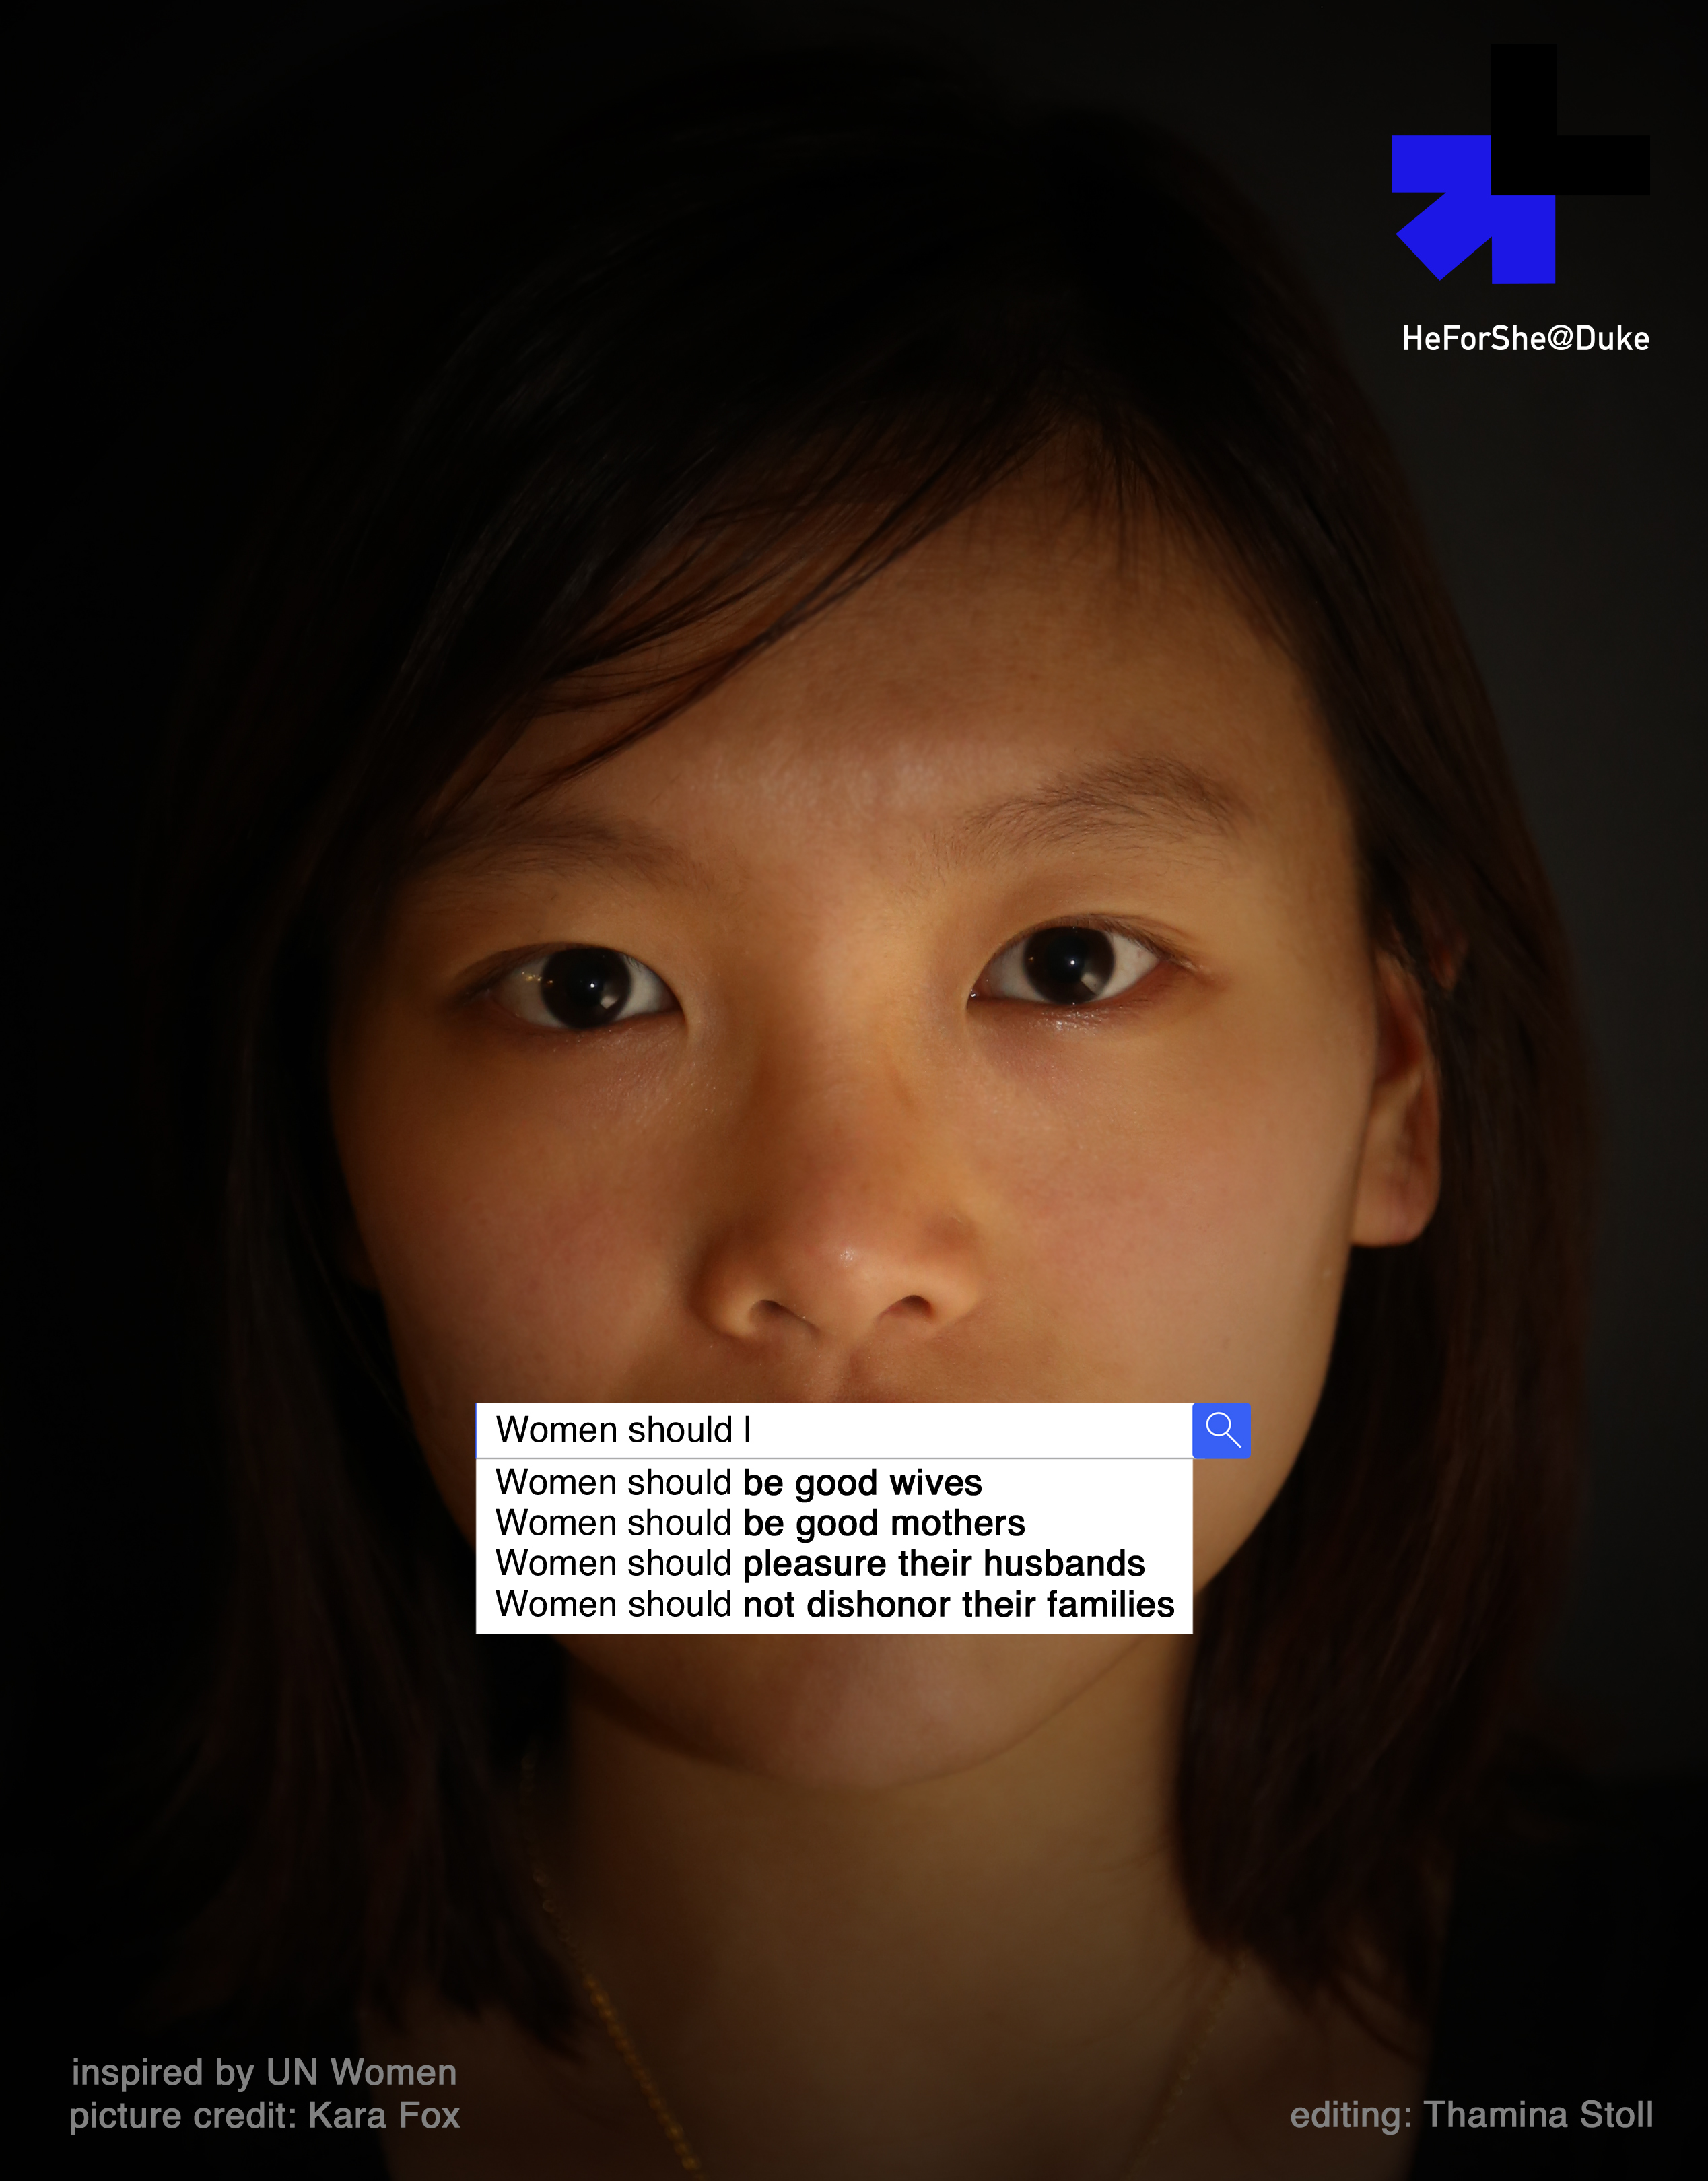 HeForShe@Duke
Women should |
Women should be good wives
Women should be good mothers
Women should pleasure their husbands
Women should not dishonor their families
inspired by UN Women
picture credit: Kara Fox
editing: Thamina Stoll